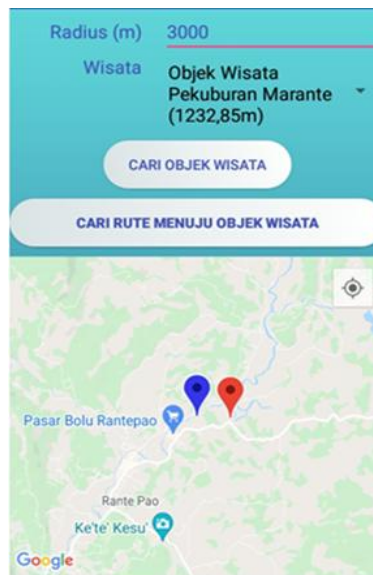 Radius (m) 3000
Wisata Objek Wisata
Pekuburan Marante
(1232,85m)
CARI OBJEK WISATA
CARI RUTE MENUJU OBJEK WISATA
Pasar Bolu Rantepao
Rante Pao
Ke'te' Kesu'
Google